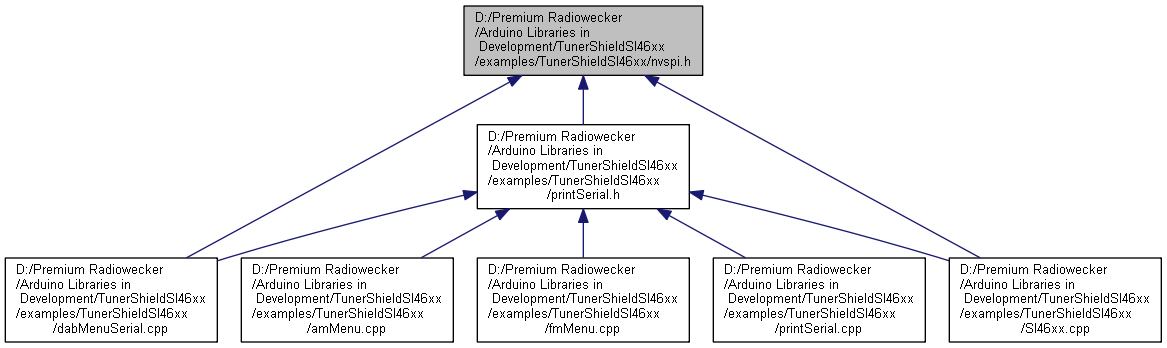 D:/Premium Radiowecker
/Arduino Libraries in
Development/TunerShieldSI46xx
/examples/TunerShieldSI46xx/nvspi.h
D:/Premium Radiowecker
/Arduino Libraries in
Development/TunerShieldSI46xx
/examples/TunerShieldSI46xx
/printSerial.h
D:/Premium Radiowecker
/Arduino Libraries in
Development/TunerShieldSI46xx
/examples/TunerShieldSI46xx
/dabMenuSerial.cpp
D:/Premium Radiowecker
/Arduino Libraries in
Development/TunerShieldSI46xx
/examples/TunerShieldSI46xx
/amMenu.cpp
D:/Premium Radiowecker
/Arduino Libraries in
Development/TunerShieldSI46xx
/examples/TunerShieldSI46xx
/fmMenu.cpp
D:/Premium Radiowecker
/Arduino Libraries in
Development/TunerShieldSI46xx
/examples/TunerShieldSI46xx
/printSerial.cpp
D:/Premium Radiowecker
/Arduino Libraries in
Development/TunerShieldSI46xx
/examples/TunerShieldSI46xx
/SI46xx.cpp